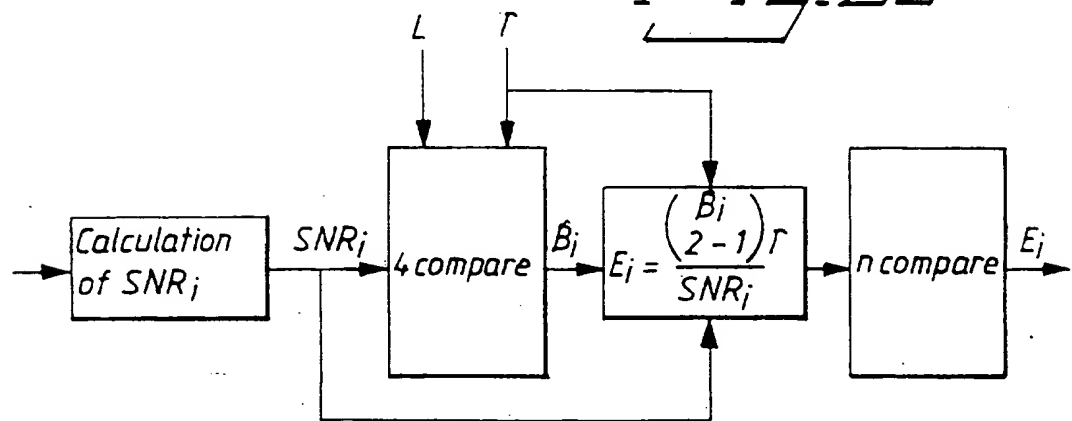 L Γ
Calculation of SNRi
SNRi
4 compare
B̂i
Ei = (2^Bi - 1) Γ / SNRi
n compare
Ei